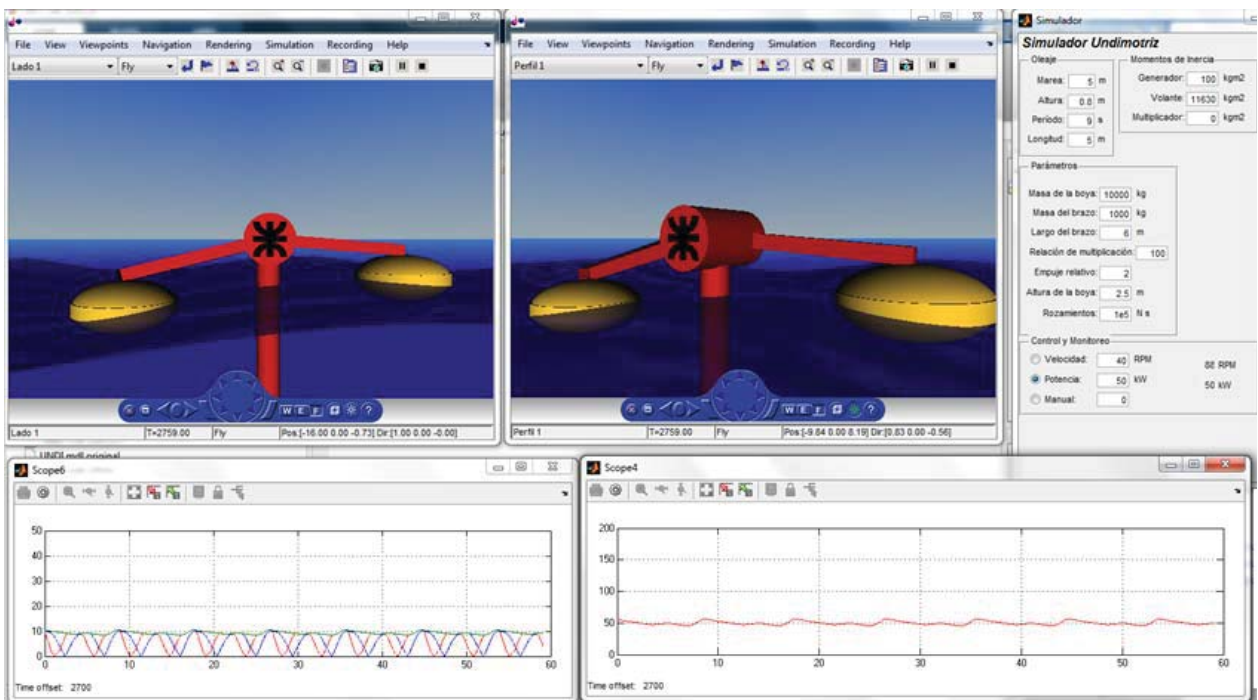 File View Viewpoints Navigation Rendering Simulation Recording Help
Lado 1 Fly
Lado 1 T=2759.00 Fly Pos:[-16.00 0.00 -0.73] Dir:[1.00 0.00 -0.00]
File View Viewpoints Navigation Rendering Simulation Recording Help
Perfil 1 Fly
Perfil 1 T=2759.00 Fly Pos:[-9.84 0.00 8.19] Dir:[0.83 0.00 -0.56]
Simulador
Simulador Undimotriz
Oleaje
Marea: 5 m
Altura: 0.8 m
Período: 9 s
Longitud: 5 m
Momentos de Inercia
Generador: 100 kgm2
Volante: 11630 kgm2
Multiplicador: 0 kgm2
Parámetros
Masa de la boya: 10000 kg
Masa del brazo: 1000 kg
Largo del brazo: 6 m
Relación de multiplicación: 100
Empuje relativo: 2
Altura de la boya: 2.5 m
Rozamientos: 1e5 N s
Control y Monitoreo
Velocidad: 40 RPM
Potencia: 50 kW
Manual: 0
88 RPM
50 kW
UNDI.mdl.original
Scope6
50
40
30
20
10
0
0 10 20 30 40 50 60
Time offset: 2700
Scope4
200
150
100
50
0
0 10 20 30 40 50 60
Time offset: 2700